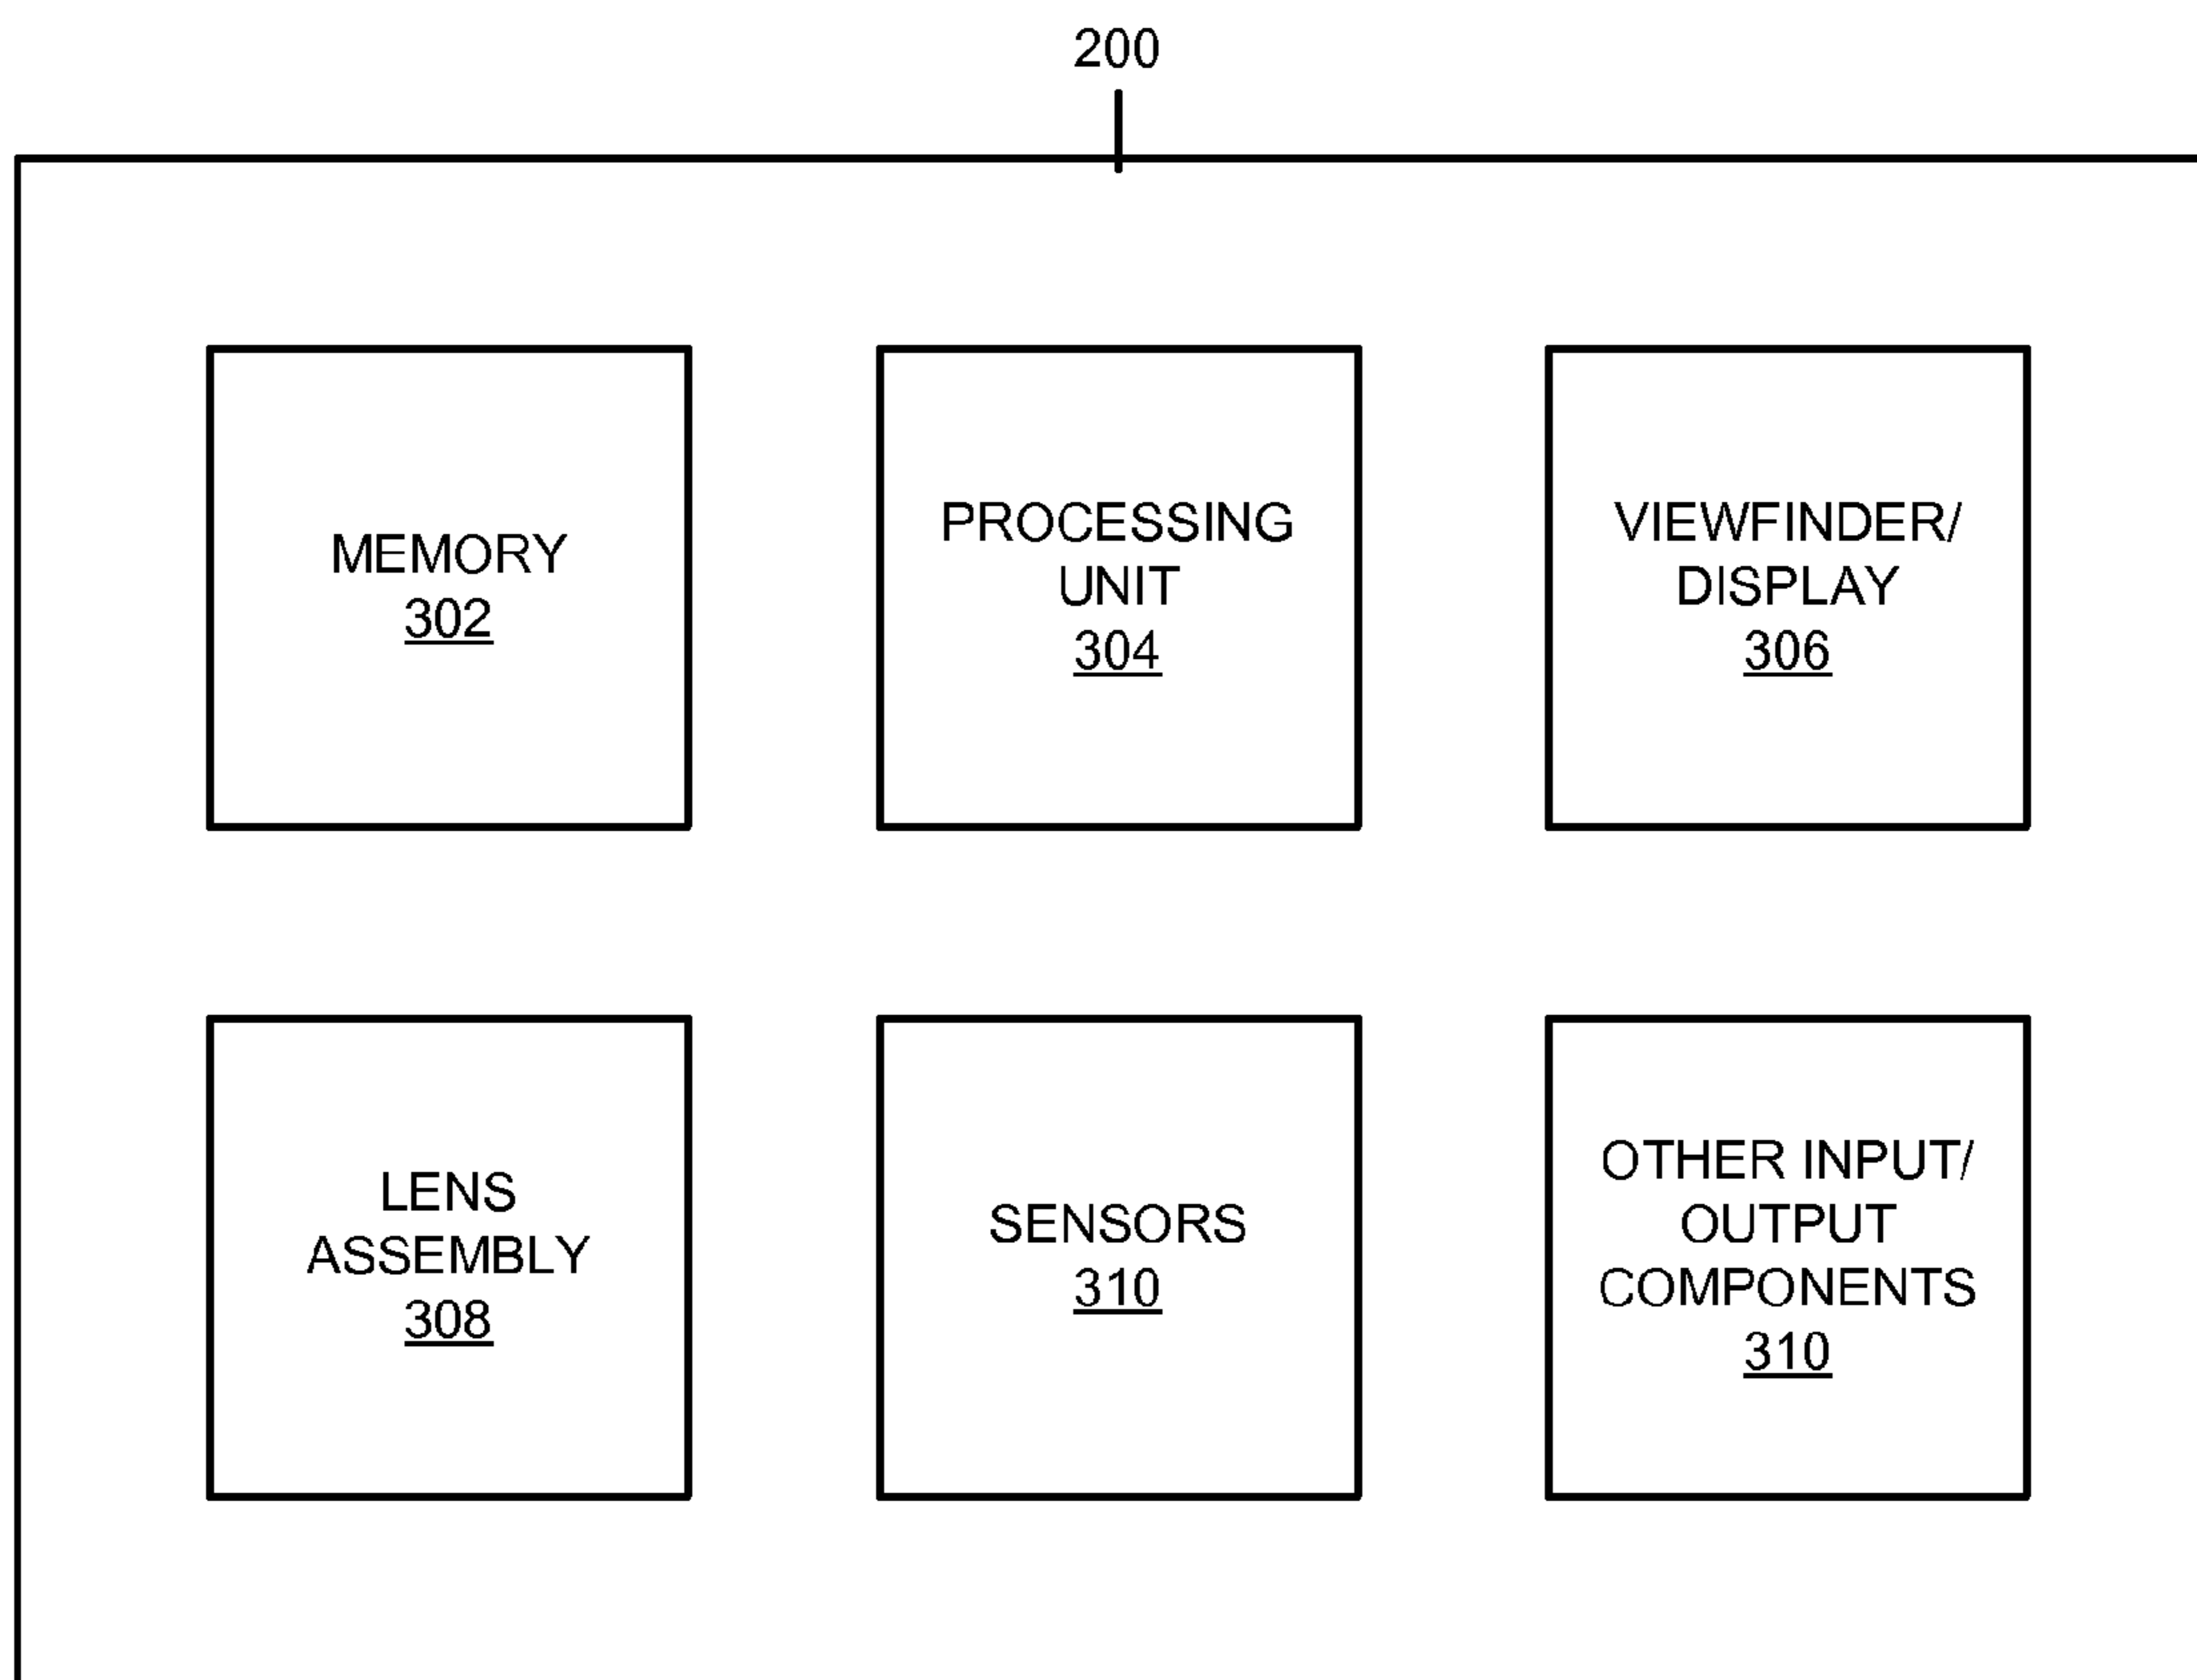 200
MEMORY
302
PROCESSING
UNIT
304
VIEWFINDER/
DISPLAY
306
LENS
ASSEMBLY
308
SENSORS
310
OTHER INPUT/
OUTPUT
COMPONENTS
310